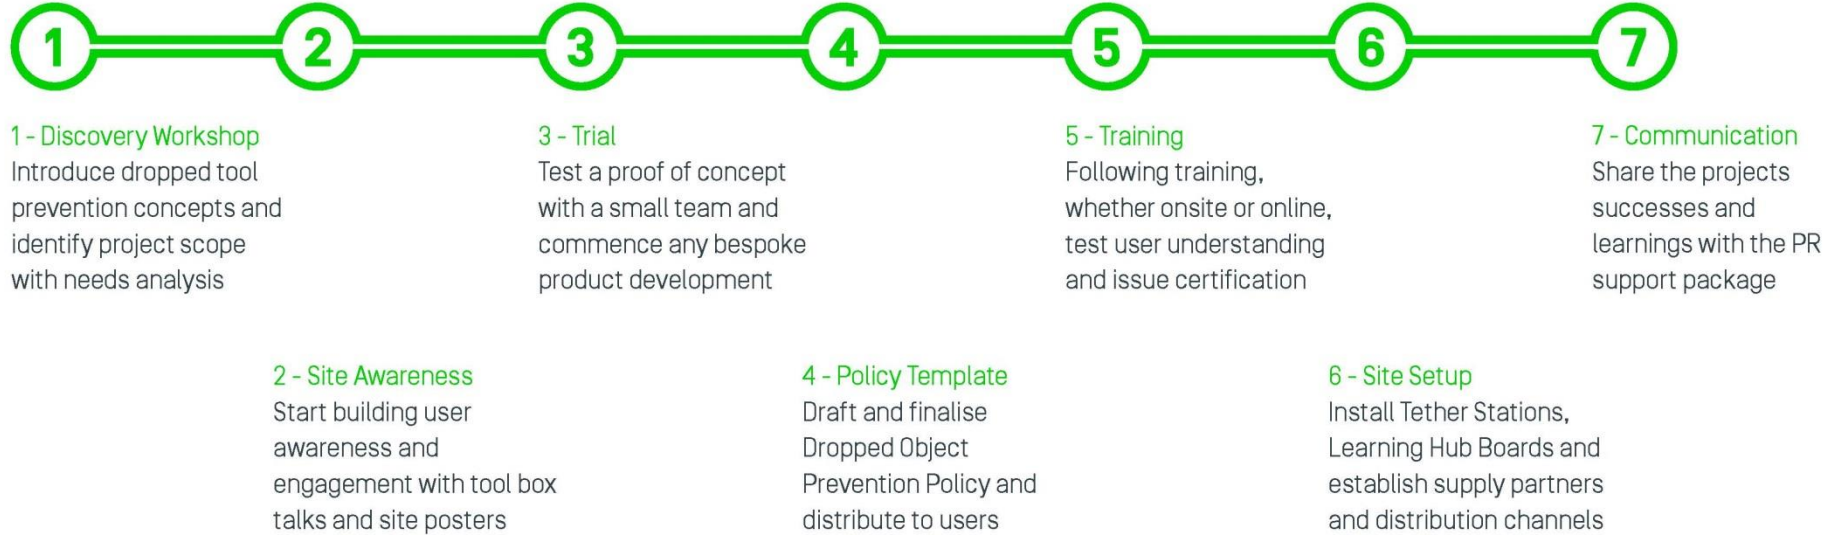 1
2
3
4
5
6
7
1 - Discovery Workshop
Introduce dropped tool
prevention concepts and
identify project scope
with needs analysis
2 - Site Awareness
Start building user
awareness and
engagement with tool box
talks and site posters
3 - Trial
Test a proof of concept
with a small team and
commence any bespoke
product development
4 - Policy Template
Draft and finalise
Dropped Object
Prevention Policy and
distribute to users
5 - Training
Following training,
whether onsite or online,
test user understanding
and issue certification
6 - Site Setup
Install Tether Stations,
Learning Hub Boards and
establish supply partners
and distribution channels
7 - Communication
Share the projects
successes and
learnings with the PR
support package